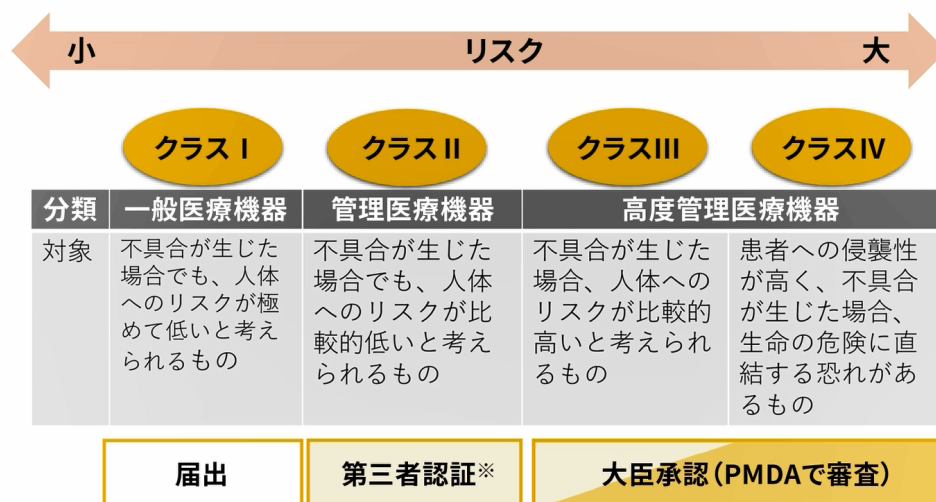 小 リスク 大
クラスⅠ クラスⅡ クラスⅢ クラスⅣ
分類 一般医療機器 管理医療機器 高度管理医療機器
対象
不具合が生じた
場合でも、人体
へのリスクが極
めて低いと考え
られるもの
不具合が生じた
場合でも、人体
へのリスクが比
較的低いと考え
られるもの
不具合が生じた
場合、人体への
リスクが比較的
高いと考えられ
るもの
患者への侵襲性
が高く、不具合
が生じた場合、
生命の危険に直
結する恐れがあ
るもの
届出 第三者認証※ 大臣承認（PMDAで審査）